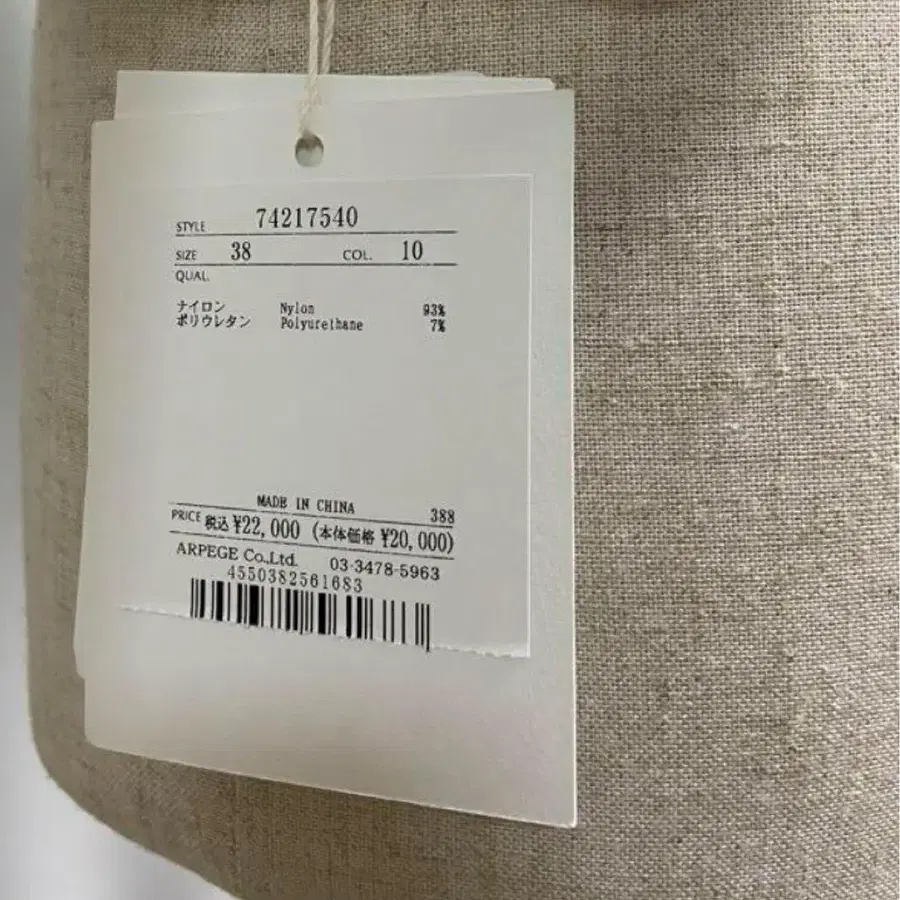 STYLE 74217540
SIZE 38 COL. 10
QUAL.
ナイロン Nylon 93%
ポリウレタン Polyurethane 7%
MADE IN CHINA 388
PRICE 税込 ¥22,000 (本体価格 ¥20,000)
ARPEGE Co.,Ltd. 03-3478-5963
4550382561683